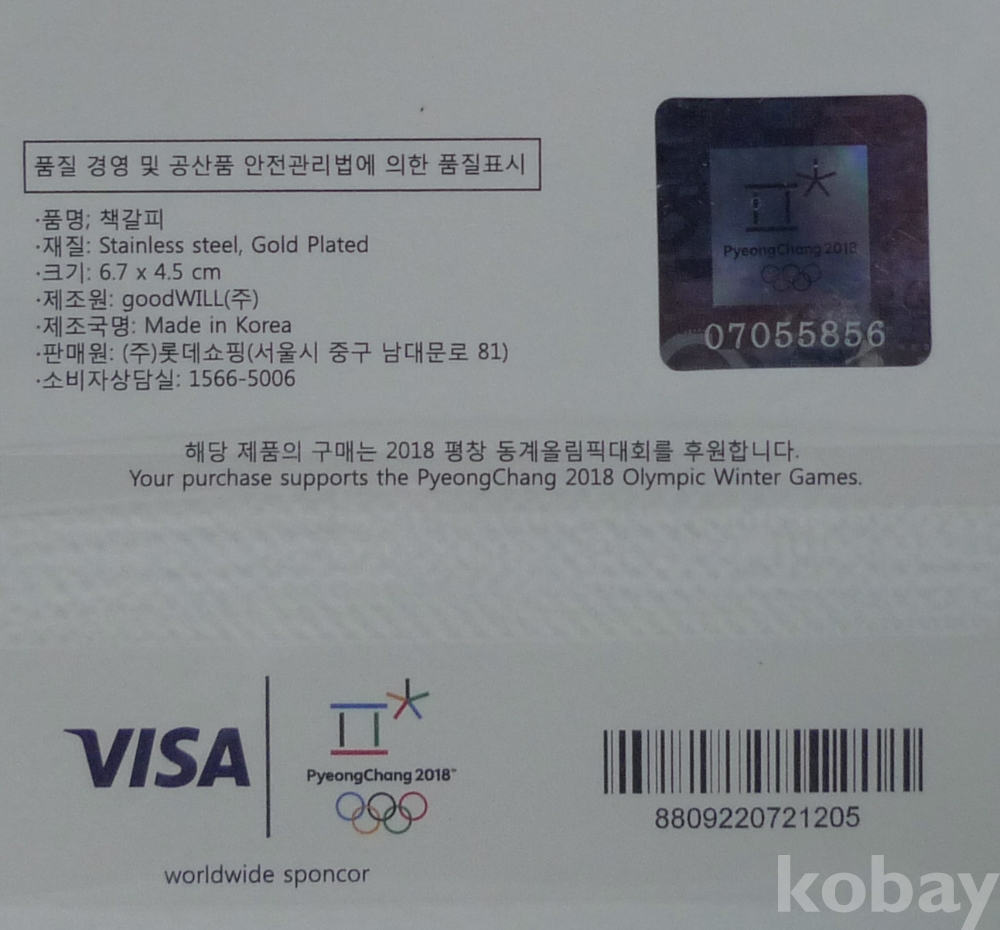 품질 경영 및 공산품 안전관리법에 의한 품질표시
·품명; 책갈피
·재질: Stainless steel, Gold Plated
·크기: 6.7 x 4.5 cm
·제조원: goodWILL(주)
·제조국명: Made in Korea
·판매원: (주)롯데쇼핑(서울시 중구 남대문로 81)
·소비자상담실: 1566-5006
PyeongChang 2018
07055856
해당 제품의 구매는 2018 평창 동계올림픽대회를 후원합니다.
Your purchase supports the PyeongChang 2018 Olympic Winter Games.
VISA
PyeongChang 2018™
worldwide sponcor
8809220721205
kobay